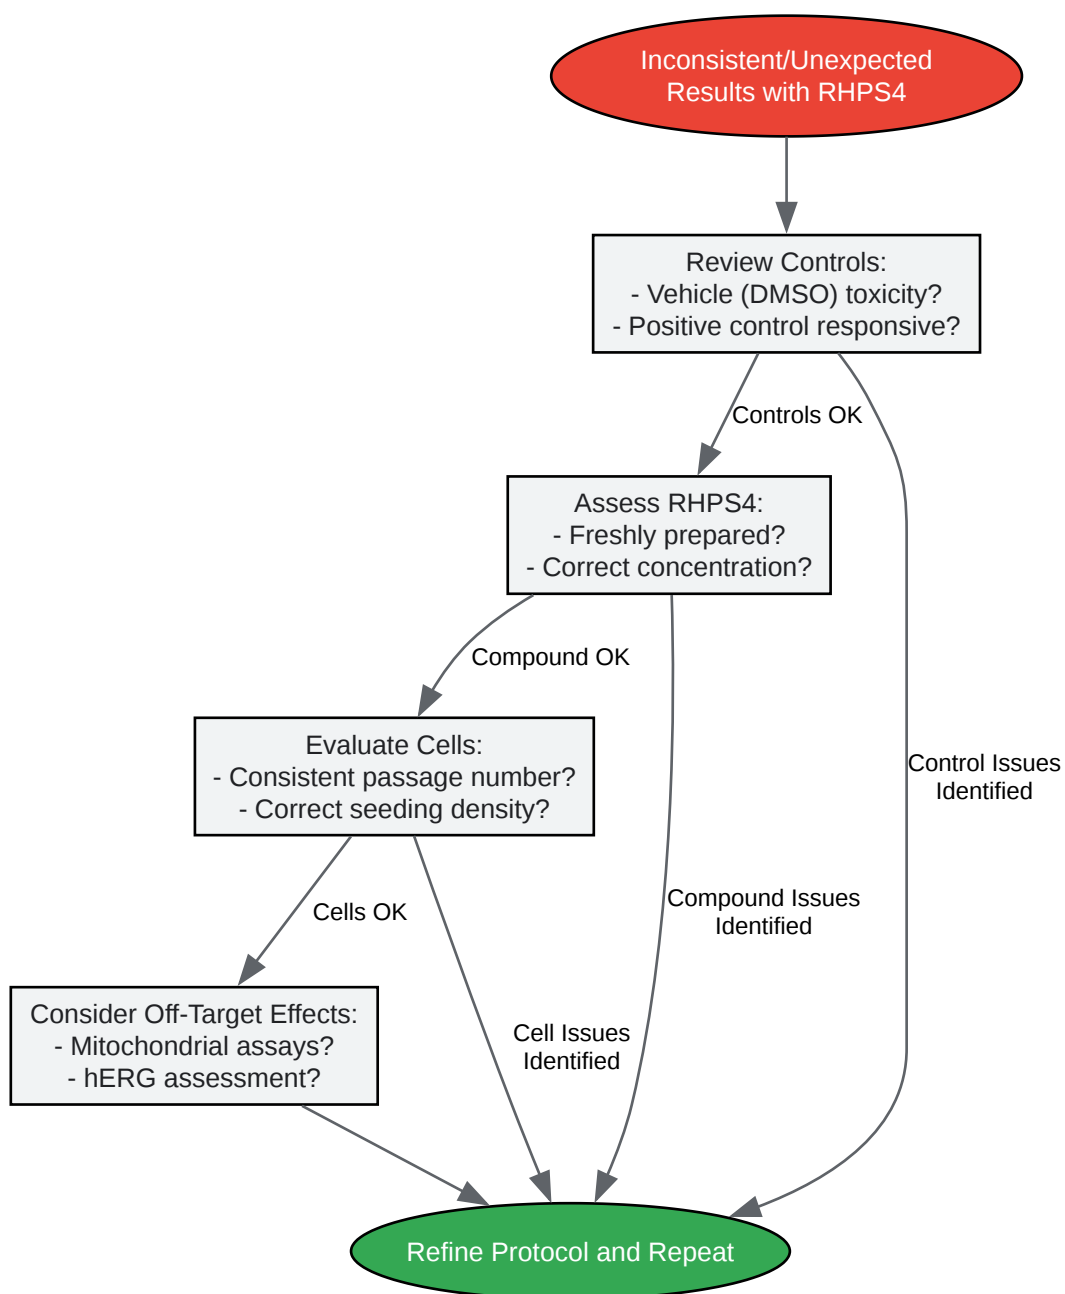 Inconsistent/Unexpected
Results with RHPS4
Review Controls:
- Vehicle (DMSO) toxicity?
- Positive control responsive?
Controls OK
Assess RHPS4:
- Freshly prepared?
- Correct concentration?
Compound OK
Evaluate Cells:
- Consistent passage number?
- Correct seeding density?
Control Issues
Identified
Compound Issues
Identified
Cells OK
Consider Off-Target Effects:
- Mitochondrial assays?
- hERG assessment?
Cell Issues
Identified
Refine Protocol and Repeat